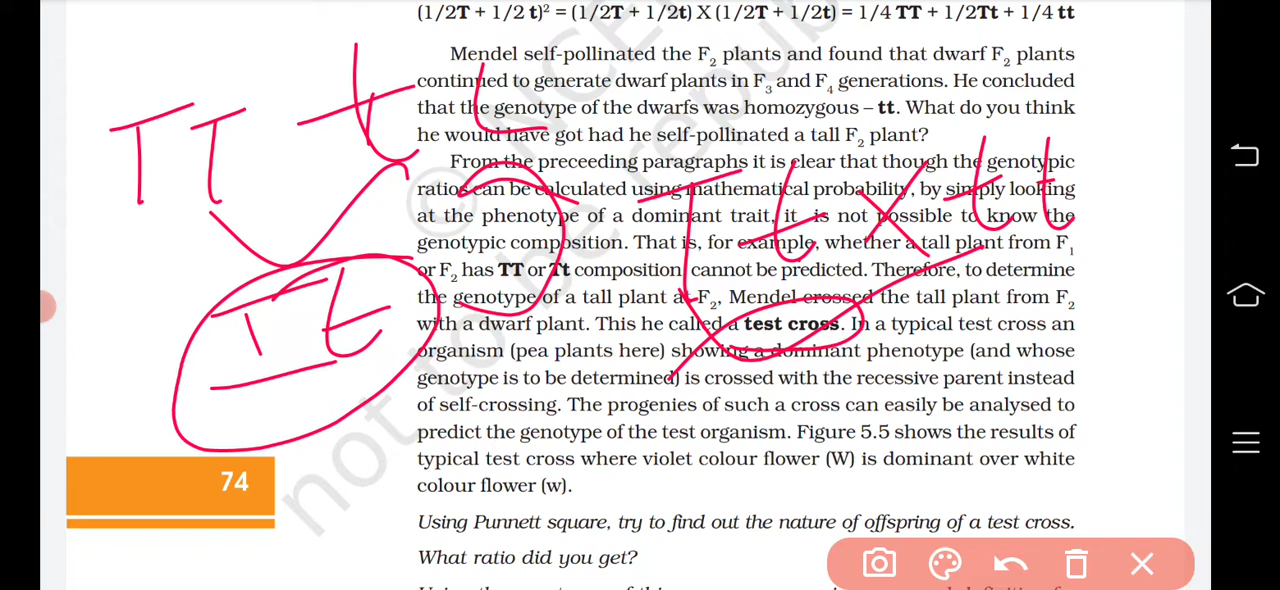 (1/2T + 1/2 t)² = (1/2T + 1/2t) X (1/2T + 1/2t) = 1/4 TT + 1/2Tt + 1/4 tt
Mendel self-pollinated the F₂ plants and found that dwarf F₂ plants
continued to generate dwarf plants in F₃ and F₄ generations. He concluded
that the genotype of the dwarfs was homozygous – tt. What do you think
he would have got had he self-pollinated a tall F₂ plant?
From the preceeding paragraphs it is clear that though the genotypic
ratios can be calculated using mathematical probability, by simply looking
at the phenotype of a dominant trait, it is not possible to know the
genotypic composition. That is, for example, whether a tall plant from F₁
or F₂ has TT or Tt composition, cannot be predicted. Therefore, to determine
the genotype of a tall plant at F₂, Mendel crossed the tall plant from F₂
with a dwarf plant. This he called a test cross. In a typical test cross an
organism (pea plants here) showing a dominant phenotype (and whose
genotype is to be determined) is crossed with the recessive parent instead
of self-crossing. The progenies of such a cross can easily be analysed to
predict the genotype of the test organism. Figure 5.5 shows the results of
typical test cross where violet colour flower (W) is dominant over white
colour flower (w).
Using Punnett square, try to find out the nature of offspring of a test cross.
What ratio did you get?
74
TT tt
Tt
Tt X tt
not to be republ
© NCE